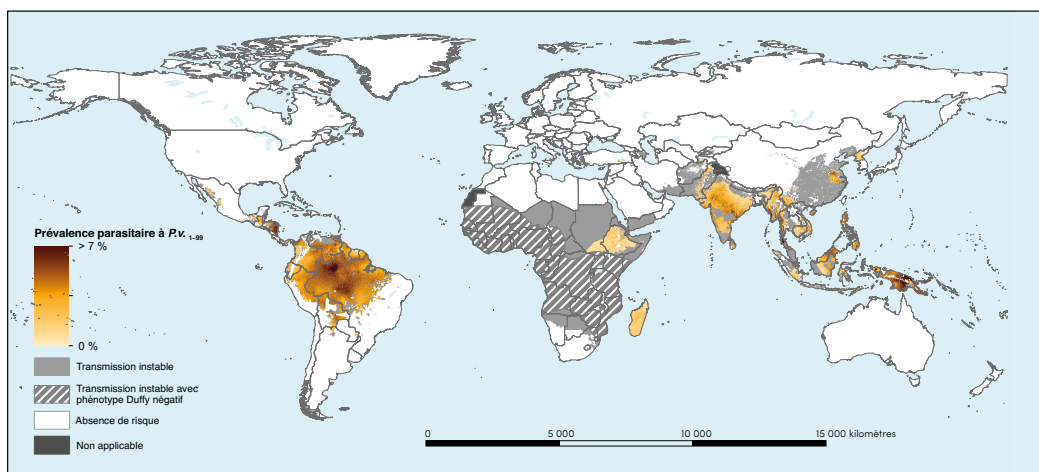 Prévalence parasitaire à P.v. 1–99
> 7 %
0 %
Transmission instable
Transmission instable avec
phénotype Duffy négatif
Absence de risque
Non applicable
0 5 000 10 000 15 000 kilomètres